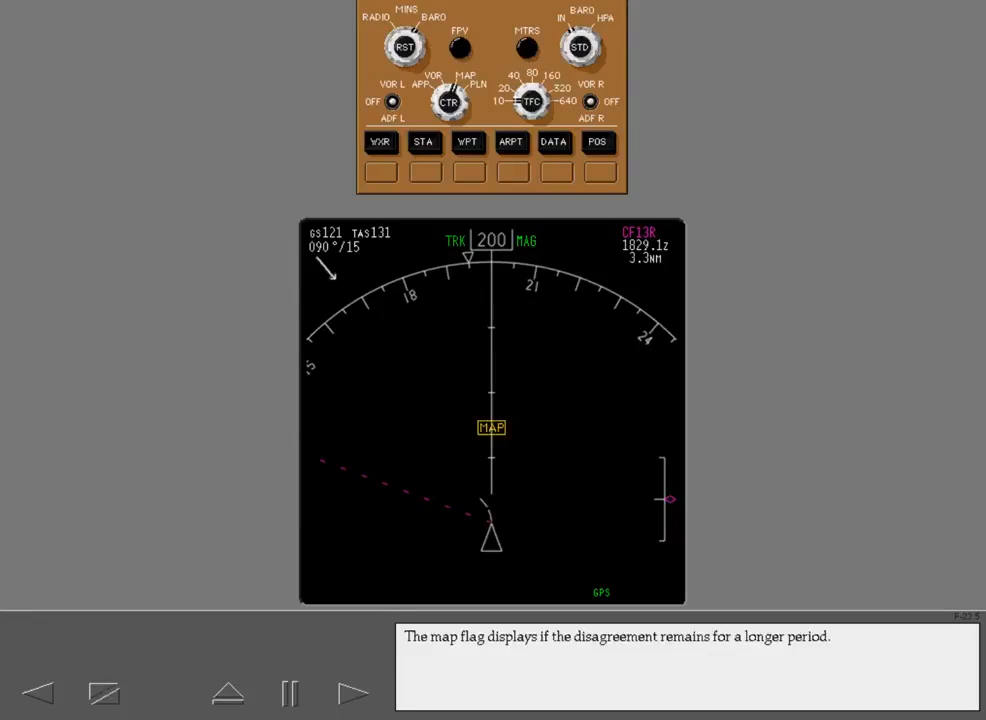 MINS
RADIO BARO
RST
FPV
MTRS
BARO
IN HPA
STD
VOR L
OFF
ADF L
APP VOR MAP PLN
CTR
10 20 40 80 160 320 640
TFC
VOR R
OFF
ADF R
WXR STA WPT ARPT DATA POS
GS121 TAS131
090°/15
TRK 200 MAG
CF13R
1829.1z
3.3NM
18 21 24
MAP
GPS
The map flag displays if the disagreement remains for a longer period.